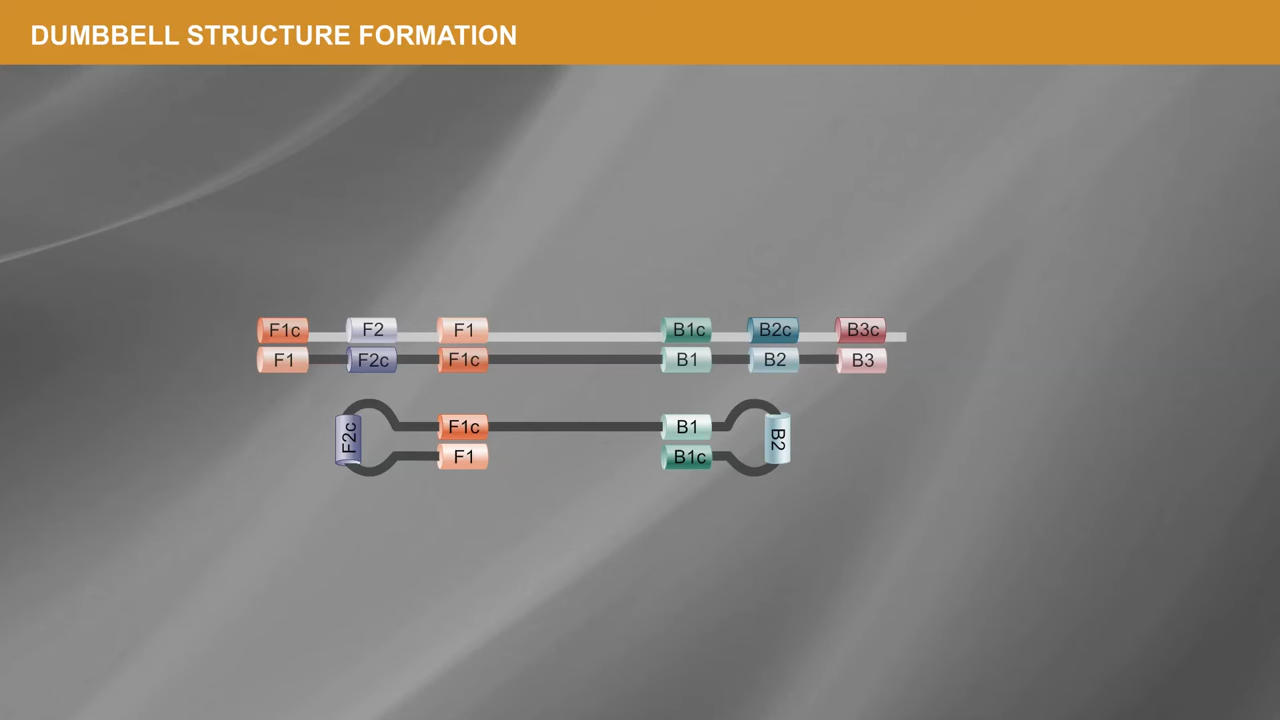 DUMBBELL STRUCTURE FORMATION
F1c F2 F1 B1c B2c B3c
F1 F2c F1c B1 B2 B3
F2c F1c B1 B2
F1 B1c